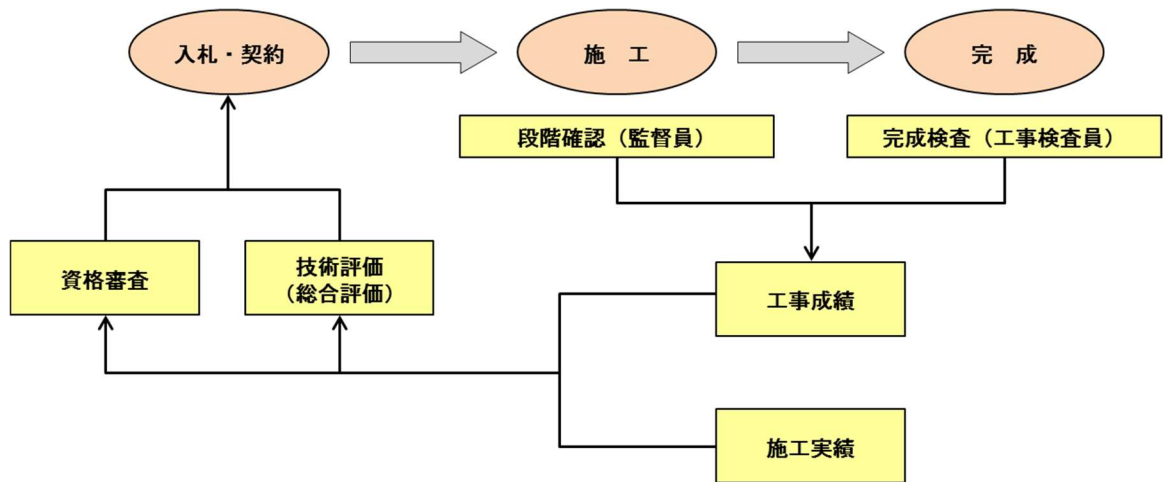 入札・契約
施　工
完　成
段階確認（監督員）
完成検査（工事検査員）
資格審査
技術評価
（総合評価）
工事成績
施工実績